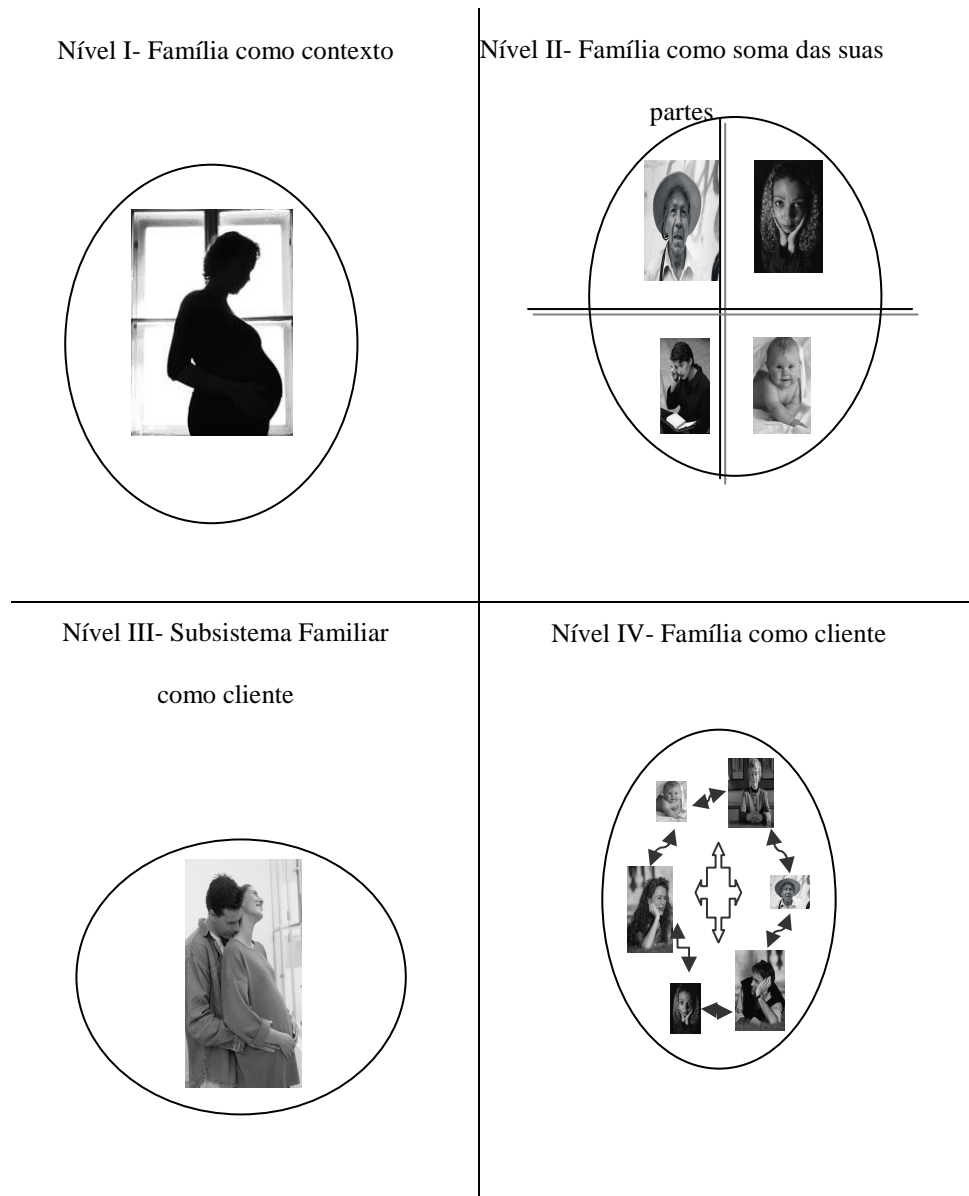 Nível I- Família como contexto
Nível II- Família como soma das suas
partes
Nível III- Subsistema Familiar
como cliente
Nível IV- Família como cliente